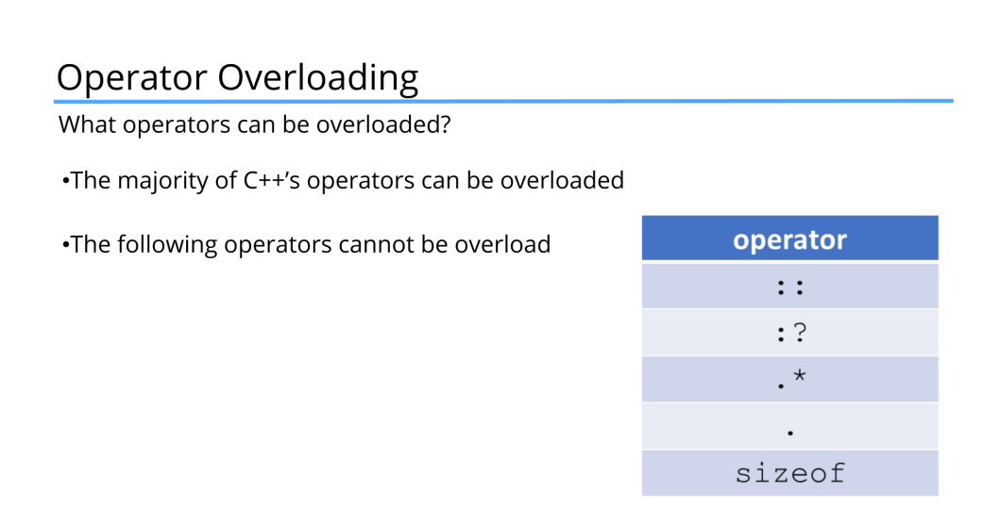 Operator Overloading
What operators can be overloaded?
•The majority of C++’s operators can be overloaded
•The following operators cannot be overload
operator
::
:?
.*
.
sizeof